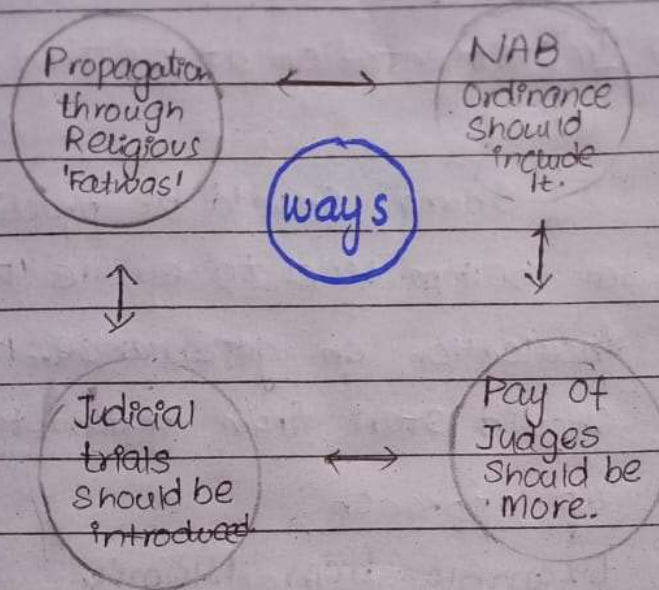 Propagation
through
Religious
'Fatwas'
NAB
Ordinance
should
include
it.
ways
Judicial
trials
should be
introduced
Pay of
Judges
should be
more.